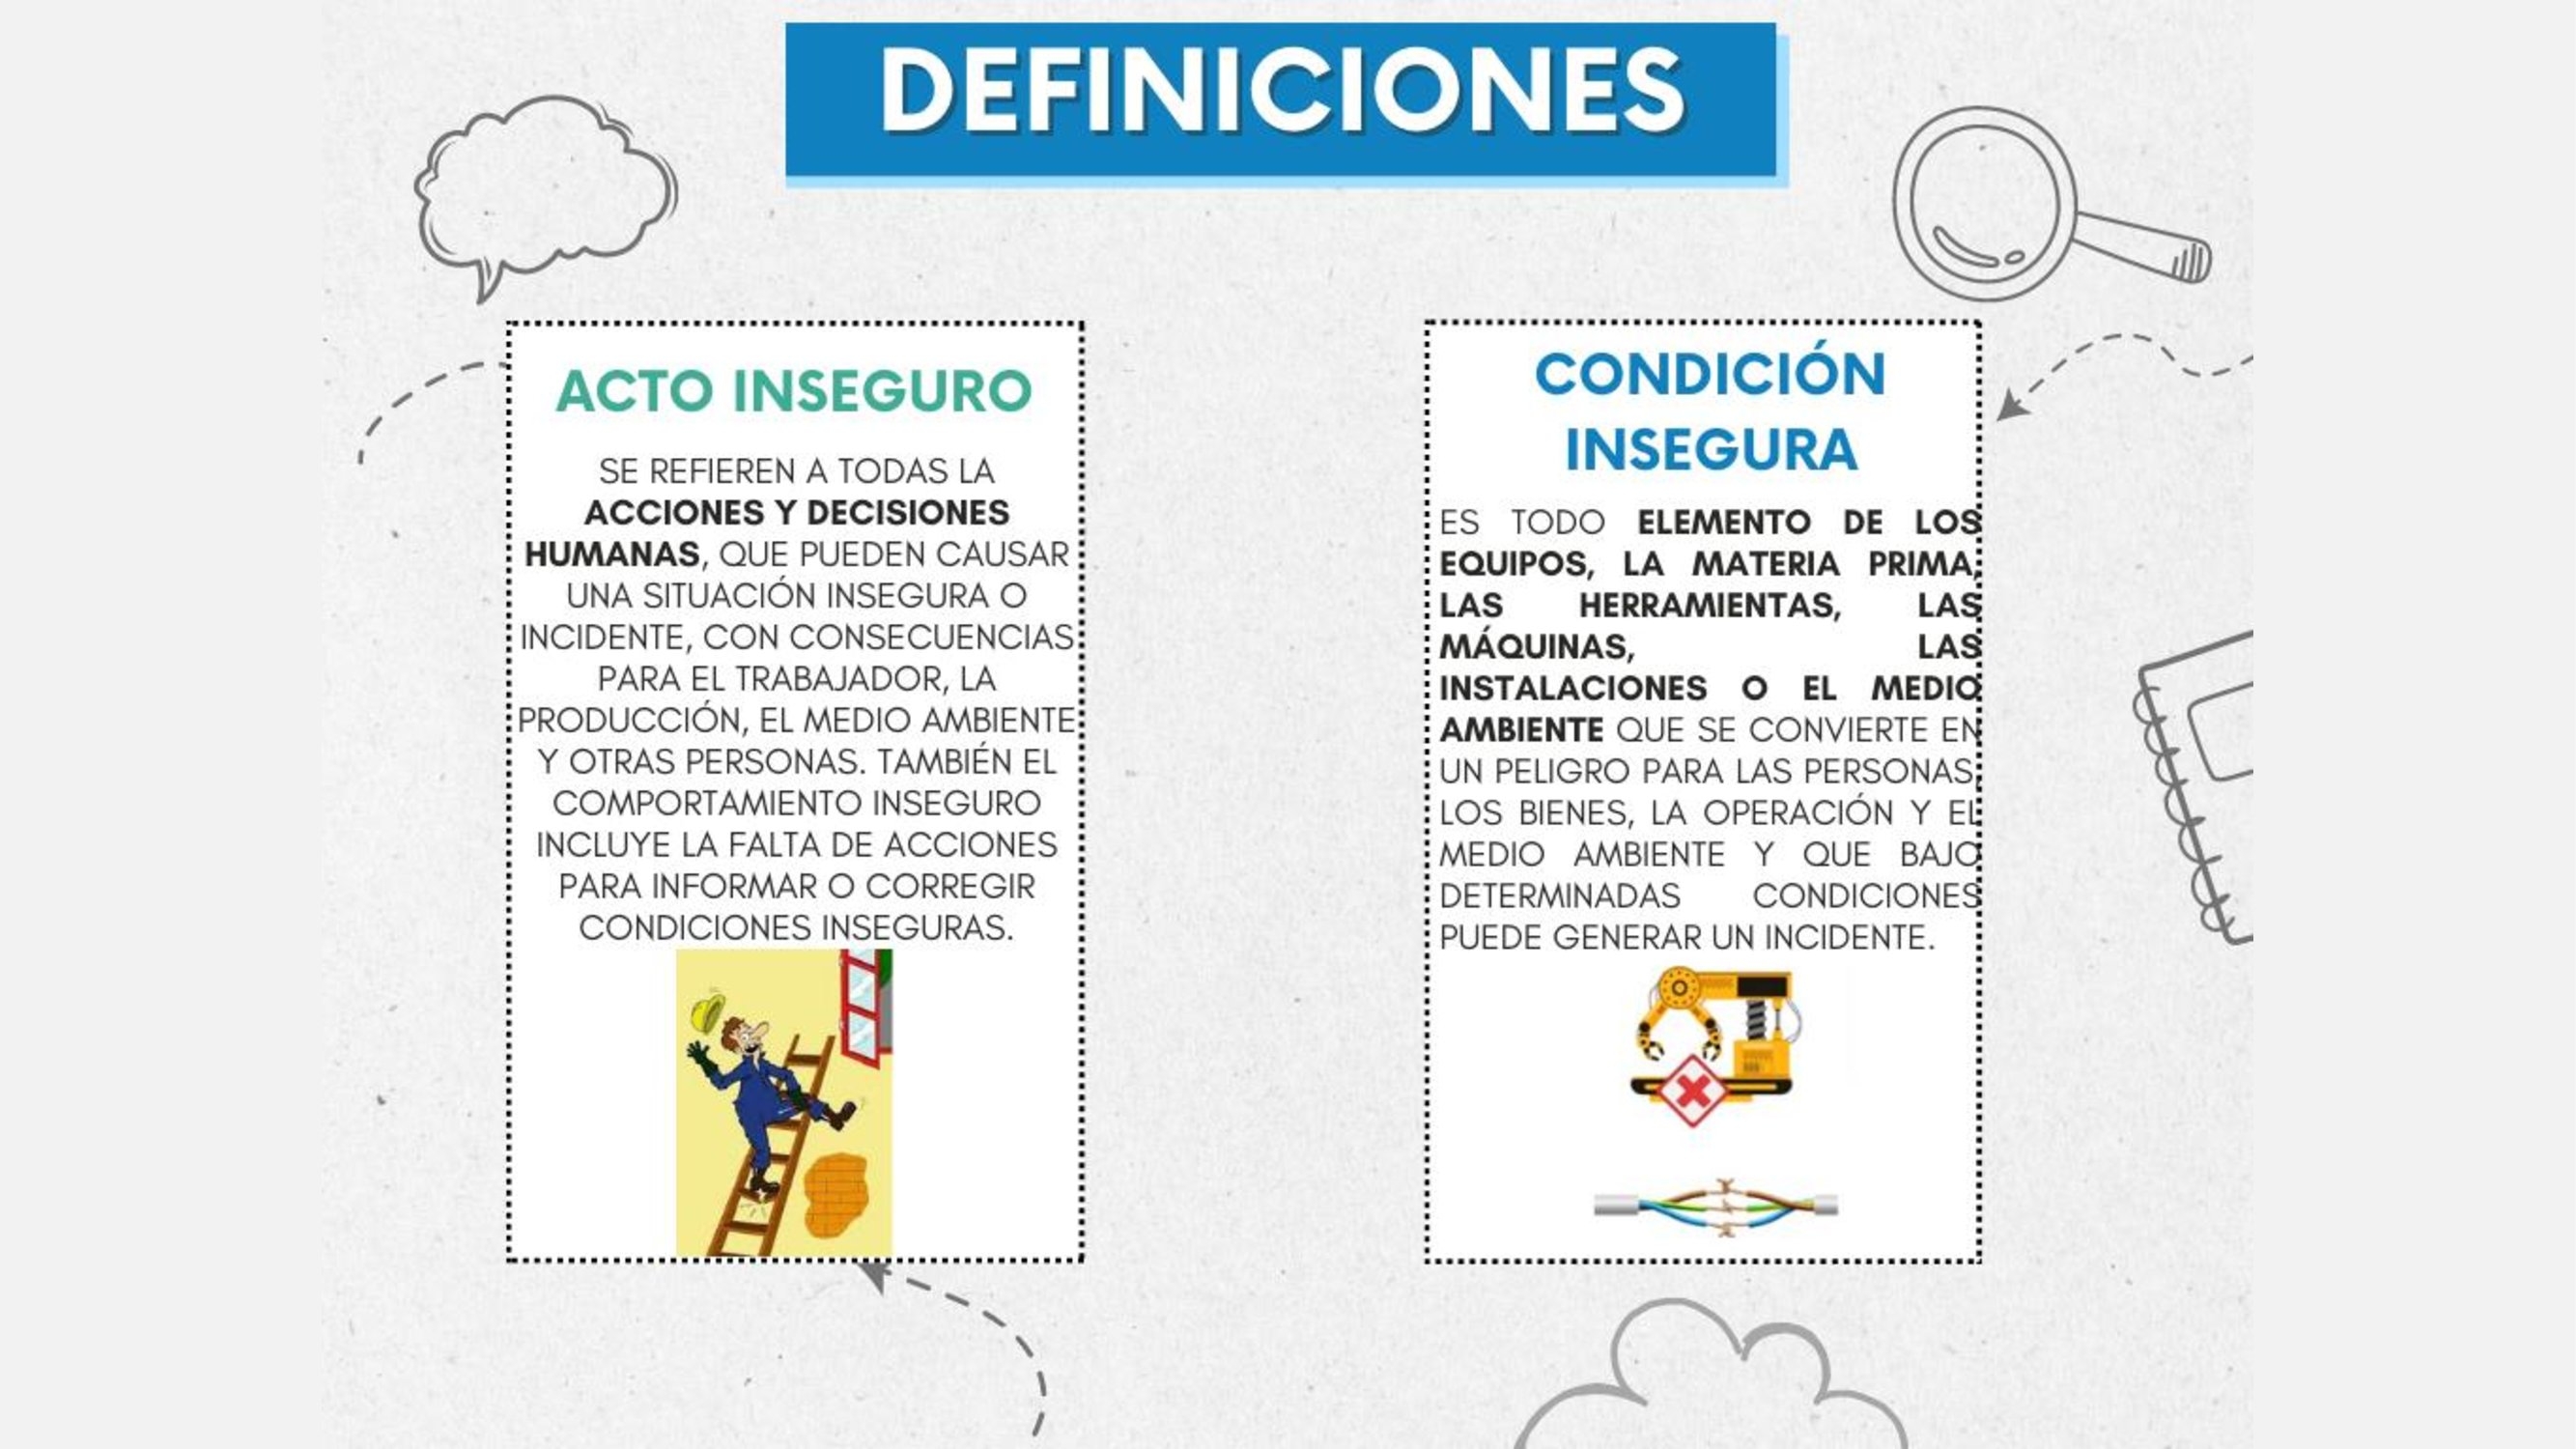 DEFINICIONES
ACTO INSEGURO
SE REFIEREN A TODAS LA
ACCIONES Y DECISIONES
HUMANAS, QUE PUEDEN CAUSAR
UNA SITUACIÓN INSEGURA O
INCIDENTE, CON CONSECUENCIAS
PARA EL TRABAJADOR, LA
PRODUCCIÓN, EL MEDIO AMBIENTE
Y OTRAS PERSONAS. TAMBIÉN EL
COMPORTAMIENTO INSEGURO
INCLUYE LA FALTA DE ACCIONES
PARA INFORMAR O CORREGIR
CONDICIONES INSEGURAS.
CONDICIÓN
INSEGURA
ES TODO ELEMENTO DE LOS
EQUIPOS, LA MATERIA PRIMA,
LAS HERRAMIENTAS, LAS
MÁQUINAS, LAS
INSTALACIONES O EL MEDIO
AMBIENTE QUE SE CONVIERTE EN
UN PELIGRO PARA LAS PERSONAS,
LOS BIENES, LA OPERACIÓN Y EL
MEDIO AMBIENTE Y QUE BAJO
DETERMINADAS CONDICIONES
PUEDE GENERAR UN INCIDENTE.